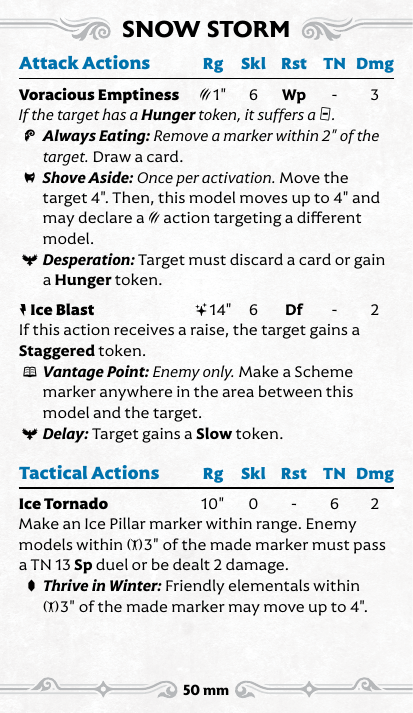 SNOW STORM
Attack Actions Rg Skl Rst TN Dmg
Voracious Emptiness 1" 6 Wp - 3
If the target has a Hunger token, it suffers a .
Always Eating: Remove a marker within 2" of the
target. Draw a card.
Shove Aside: Once per activation. Move the
target 4". Then, this model moves up to 4" and
may declare a action targeting a different
model.
Desperation: Target must discard a card or gain
a Hunger token.
Ice Blast 14" 6 Df - 2
If this action receives a raise, the target gains a
Staggered token.
Vantage Point: Enemy only. Make a Scheme
marker anywhere in the area between this
model and the target.
Delay: Target gains a Slow token.
Tactical Actions Rg Skl Rst TN Dmg
Ice Tornado 10" 0 - 6 2
Make an Ice Pillar marker within range. Enemy
models within 3" of the made marker must pass
a TN 13 Sp duel or be dealt 2 damage.
Thrive in Winter: Friendly elementals within
3" of the made marker may move up to 4".
50 mm